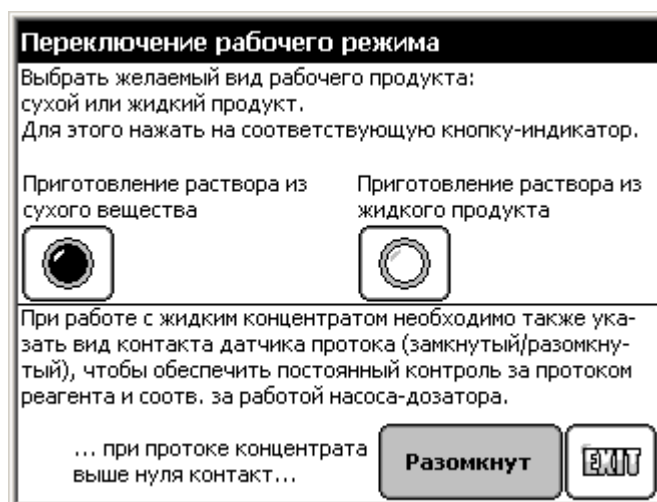 Переключение рабочего режима
Выбрать желаемый вид рабочего продукта:
сухой или жидкий продукт.
Для этого нажать на соответствующую кнопку-индикатор.
Приготовление раствора из
сухого вещества
Приготовление раствора из
жидкого продукта
При работе с жидким концентратом необходимо также ука-
зать вид контакта датчика протока (замкнутый/разомкну-
тый), чтобы обеспечить постоянный контроль за протоком
реагента и соотв. за работой насоса-дозатора.
... при протоке концентрата
выше нуля контакт...
Разомкнут
EXIT